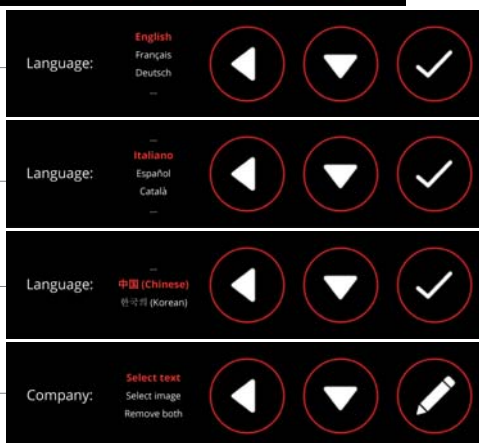 Language:
English
Français
Deutsch
...
Language:
...
Italiano
Español
Català
...
Language:
...
中国 (Chinese)
한국의 (Korean)
Company:
Select text
Select image
Remove both